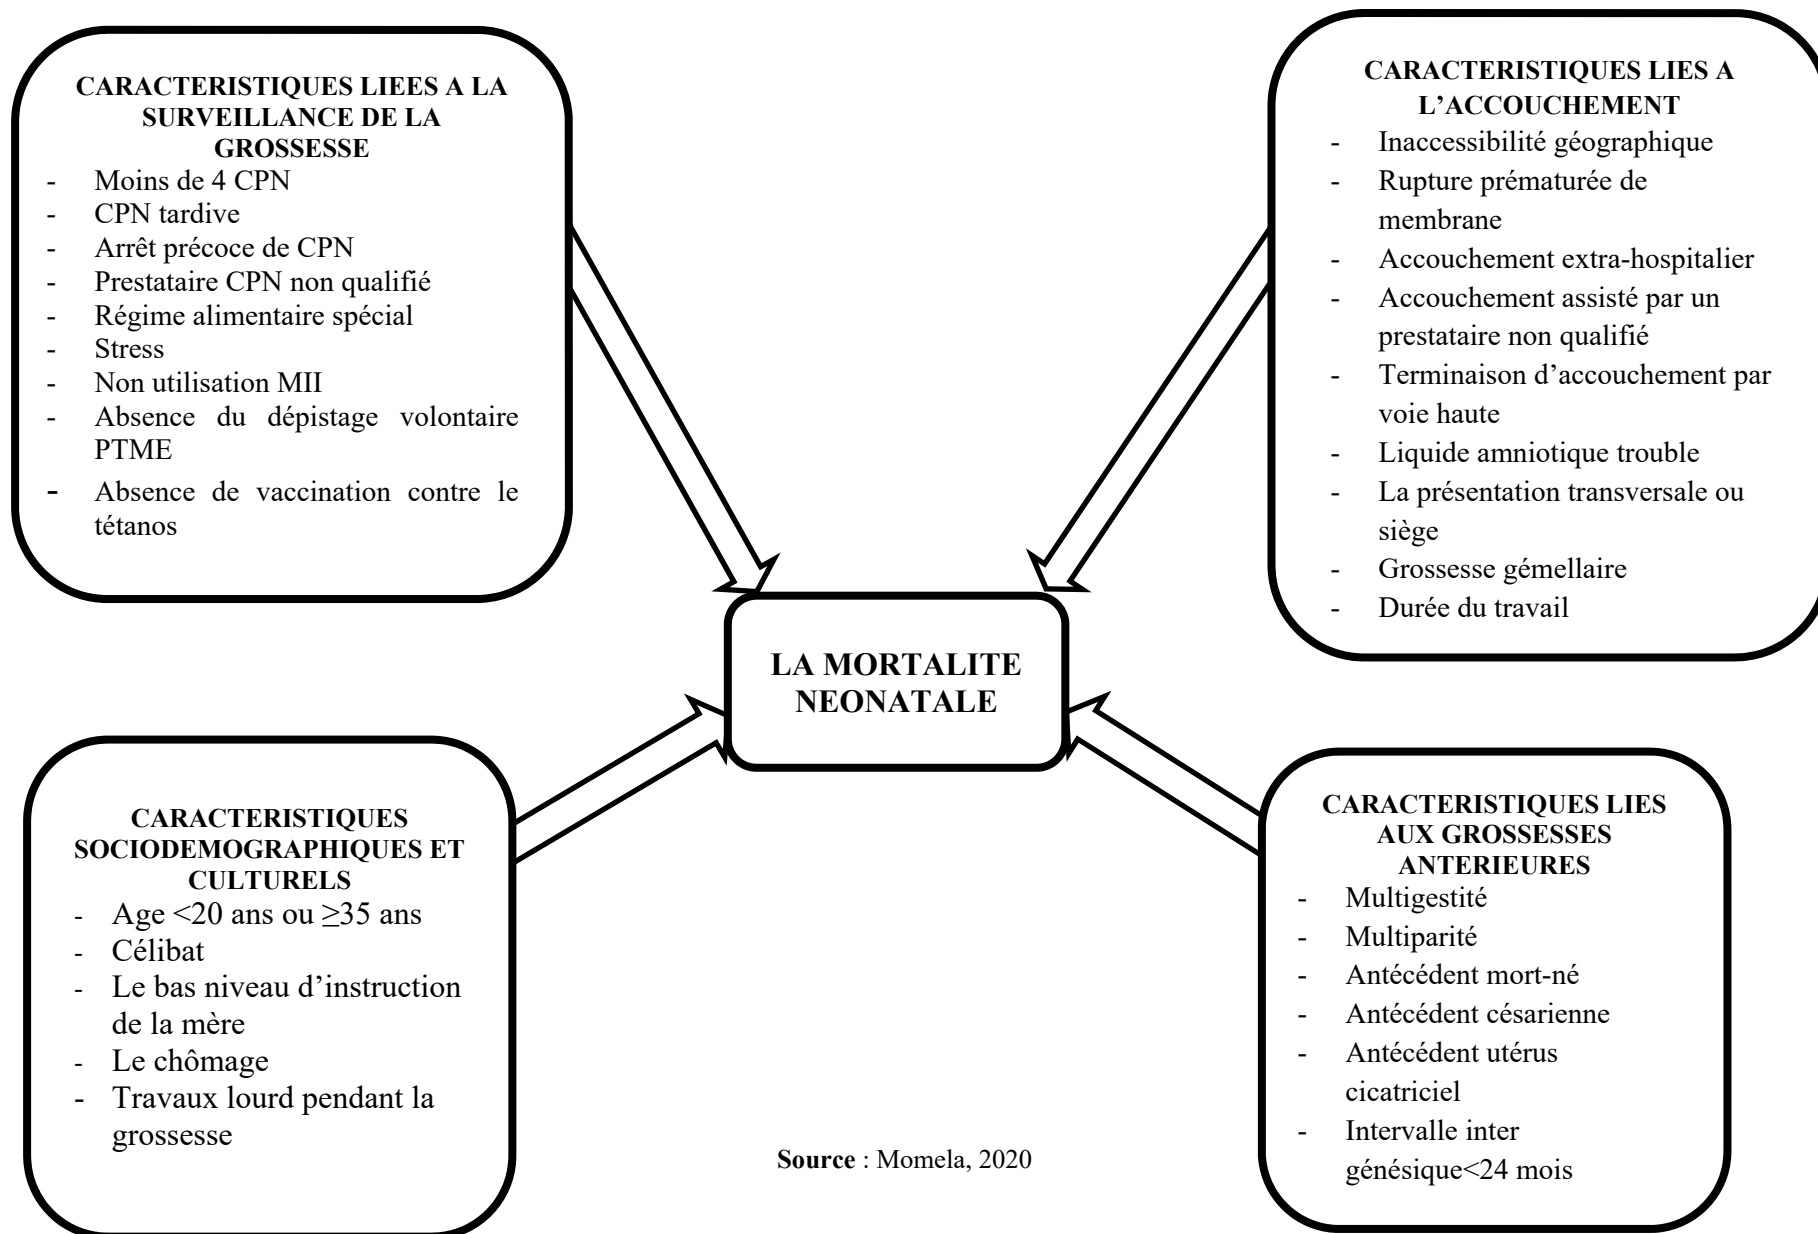 CARACTERISTIQUES LIEES A LA
SURVEILLANCE DE LA
GROSSESSE
- Moins de 4 CPN
- CPN tardive
- Arrêt précoce de CPN
- Prestataire CPN non qualifié
- Régime alimentaire spécial
- Stress
- Non utilisation MII
- Absence du dépistage volontaire
PTME
- Absence de vaccination contre le
tétanos
CARACTERISTIQUES LIES A
L’ACCOUCHEMENT
- Inaccessibilité géographique
- Rupture prématurée de
membrane
- Accouchement extra-hospitalier
- Accouchement assisté par un
prestataire non qualifié
- Terminaison d’accouchement par
voie haute
- Liquide amniotique trouble
- La présentation transversale ou
siège
- Grossesse gémellaire
- Durée du travail
LA MORTALITE
NEONATALE
CARACTERISTIQUES
SOCIODEMOGRAPHIQUES ET
CULTURELS
- Age <20 ans ou ≥35 ans
- Célibat
- Le bas niveau d’instruction
de la mère
- Le chômage
- Travaux lourd pendant la
grossesse
CARACTERISTIQUES LIES
AUX GROSSESSES
ANTERIEURES
- Multigestité
- Multiparité
- Antécédent mort-né
- Antécédent césarienne
- Antécédent utérus
cicatriciel
- Intervalle inter
génésique<24 mois
Source : Momela, 2020